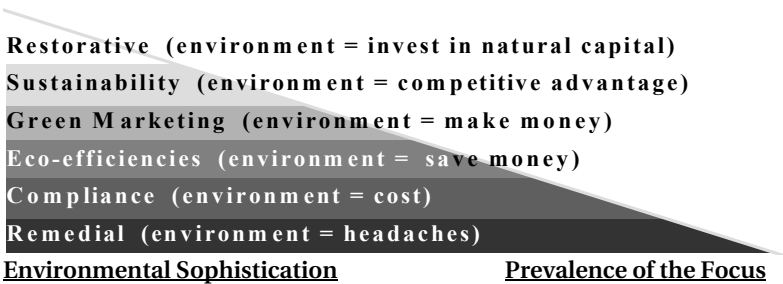 Restorative (environment = invest in natural capital)
Sustainability (environment = competitive advantage)
Green Marketing (environment = make money)
Eco-efficiencies (environment = save money)
Compliance (environment = cost)
Remedial (environment = headaches)
Environmental Sophistication Prevalence of the Focus